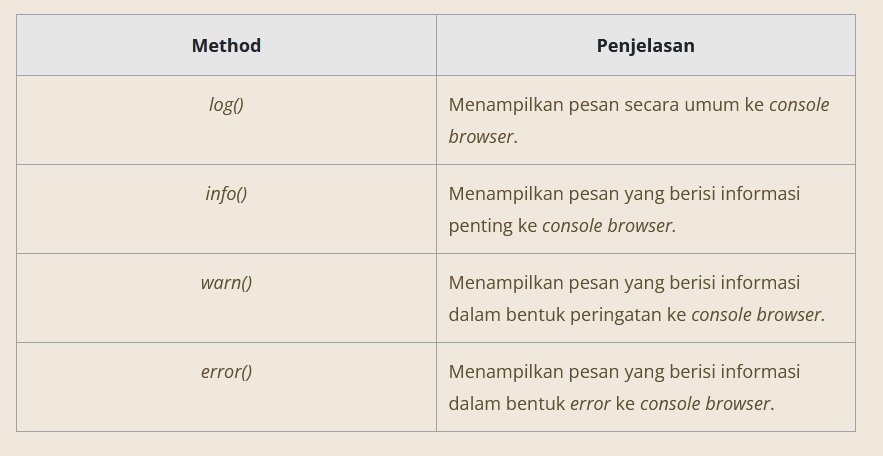 Method
Penjelasan
log()
Menampilkan pesan secara umum ke console
browser.
info()
Menampilkan pesan yang berisi informasi
penting ke console browser.
warn()
Menampilkan pesan yang berisi informasi
dalam bentuk peringatan ke console browser.
error()
Menampilkan pesan yang berisi informasi
dalam bentuk error ke console browser.